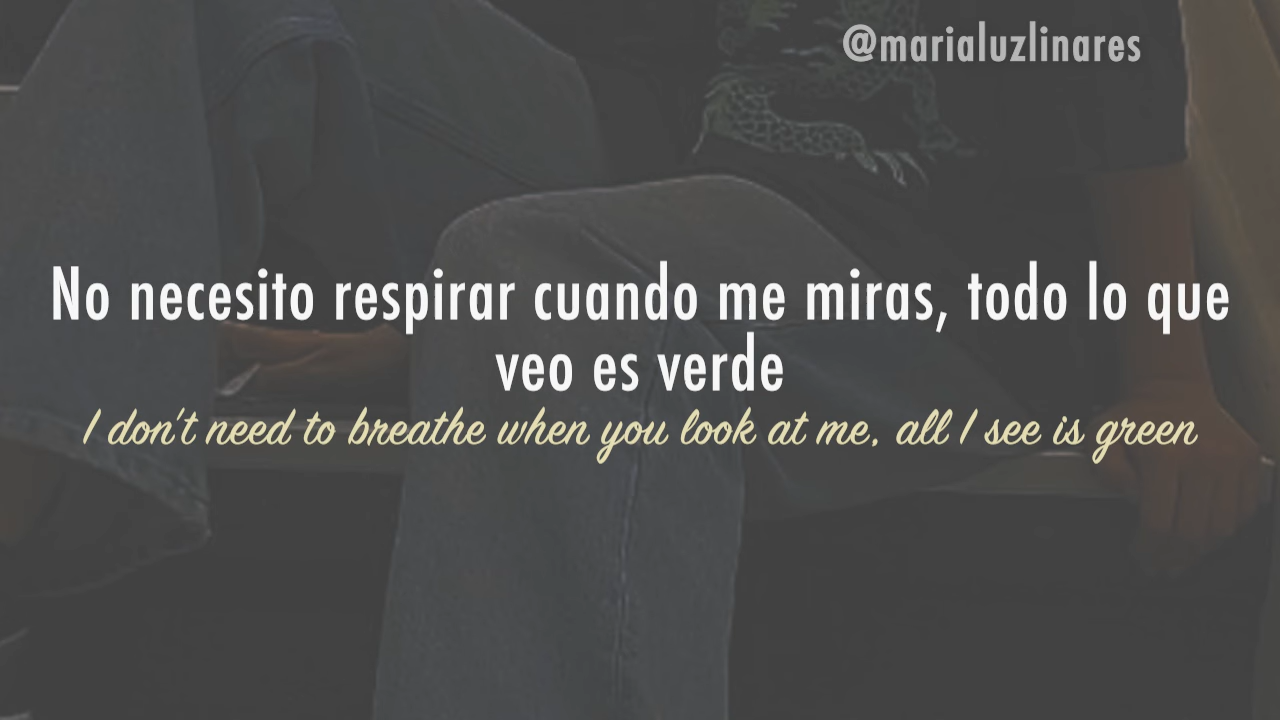 @marialuzlinares
No necesito respirar cuando me miras, todo lo que
veo es verde
I don't need to breathe when you look at me, all I see is green